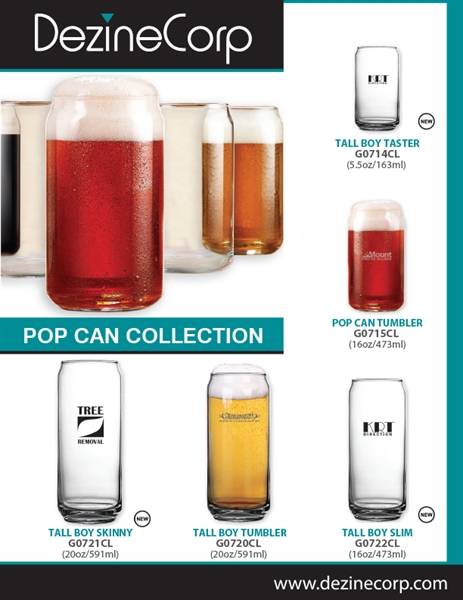 DezineCorp
KRT
DIRECTION
NEW
TALL BOY TASTER
G0714CL
(5.5oz/163ml)
Mount
POP CAN TUMBLER
G0715CL
(16oz/473ml)
POP CAN COLLECTION
TREE
REMOVAL
NEW
TALL BOY SKINNY
G0721CL
(20oz/591ml)
TALL BOY TUMBLER
G0720CL
(20oz/591ml)
KRT
DIRECTION
NEW
TALL BOY SLIM
G0722CL
(16oz/473ml)
www.dezinecorp.com